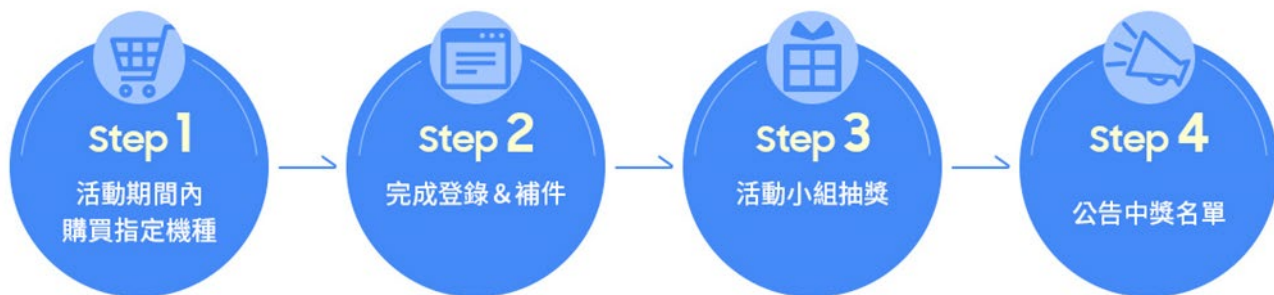 Step 1
活動期間內
購買指定機種
Step 2
完成登錄&補件
Step 3
活動小組抽獎
Step 4
公告中獎名單